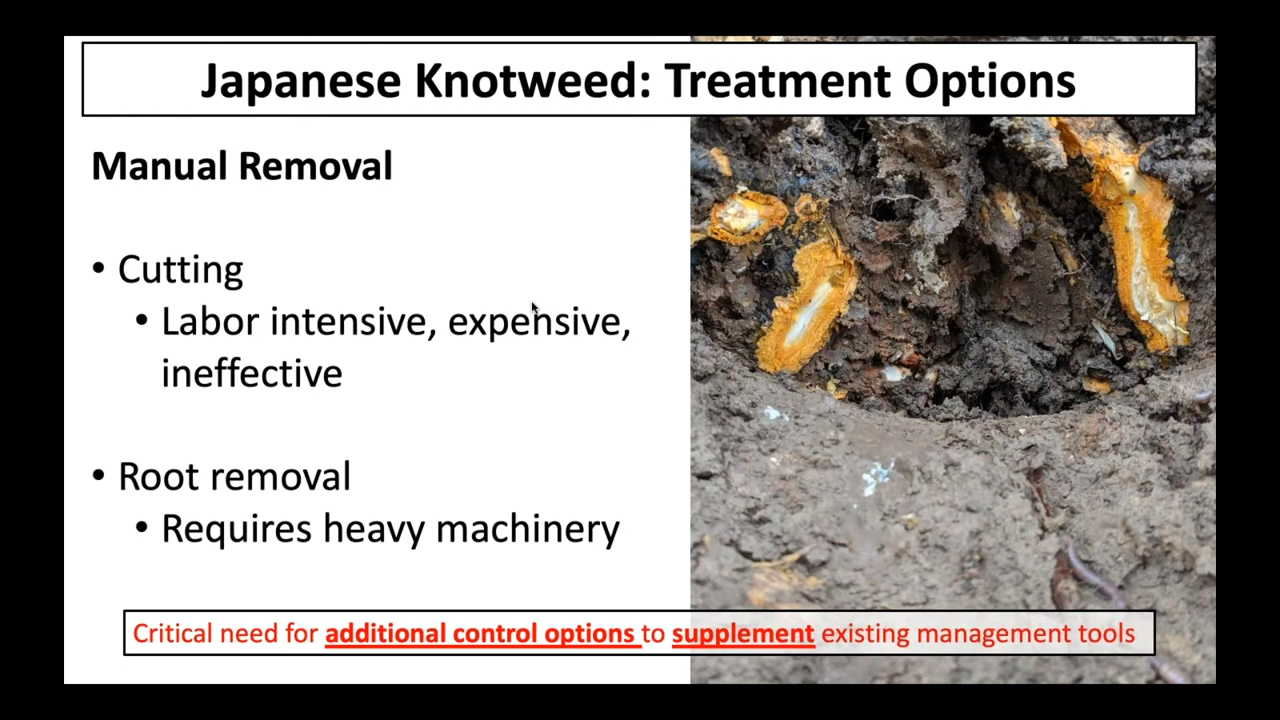 Japanese Knotweed: Treatment Options
Manual Removal
• Cutting
• Labor intensive, expensive,
ineffective
• Root removal
• Requires heavy machinery
Critical need for additional control options to supplement existing management tools